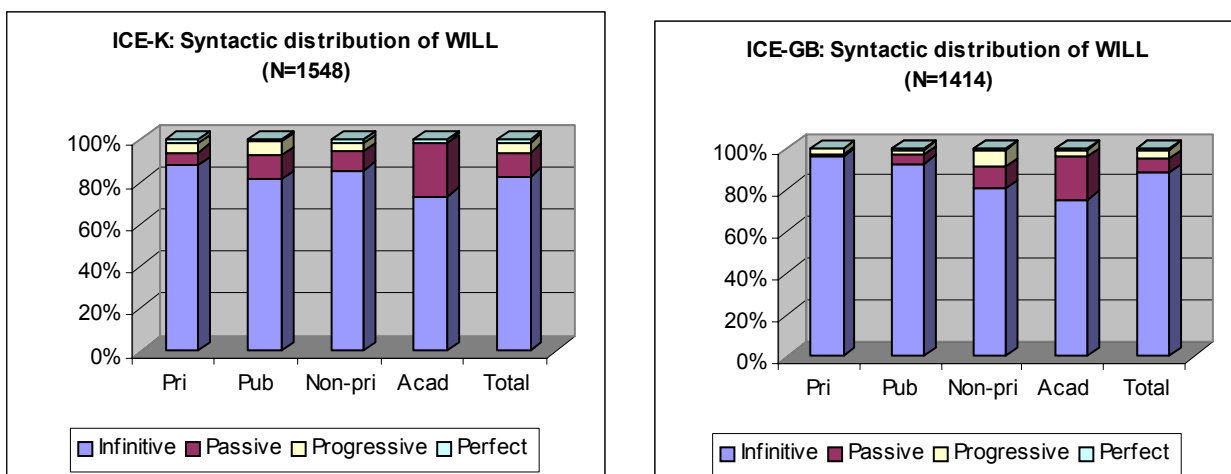 ICE-K: Syntactic distribution of WILL
(N=1548)
100%
80%
60%
40%
20%
0%
Pri Pub Non-pri Acad Total
Infinitive Passive Progressive Perfect
ICE-GB: Syntactic distribution of WILL
(N=1414)
100%
80%
60%
40%
20%
0%
Pri Pub Non-pri Acad Total
Infinitive Passive Progressive Perfect